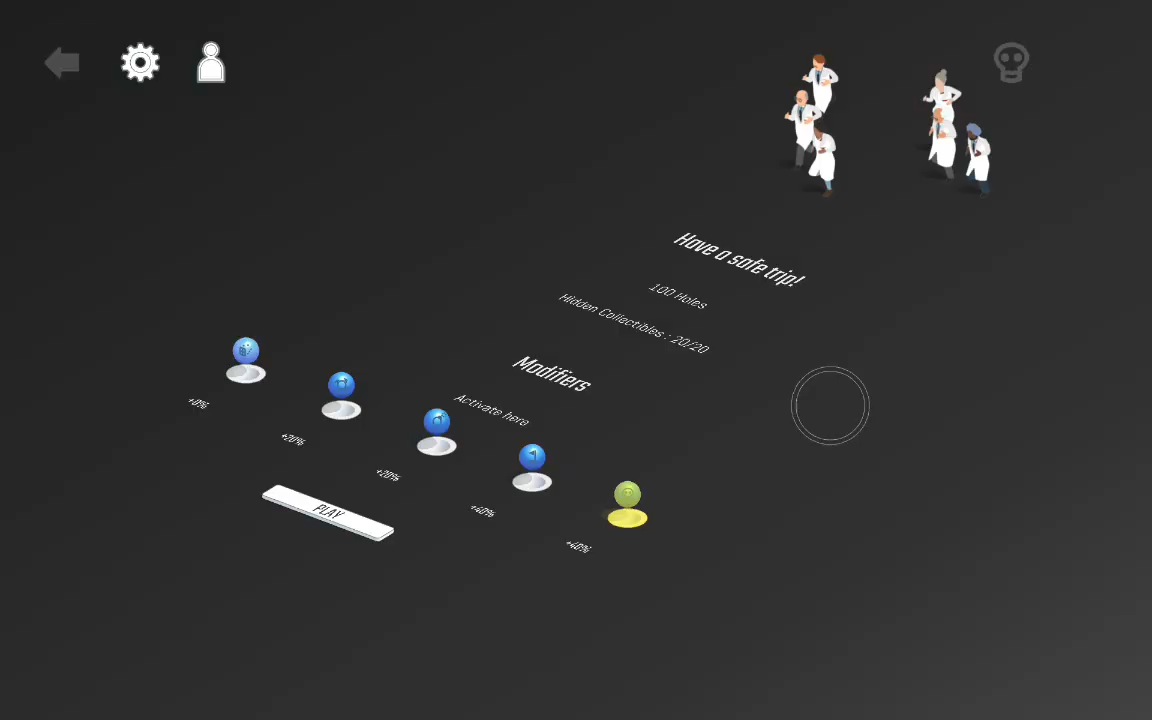 Have a safe trip!
100 Holes
Hidden Collectibles : 20/20
Modifiers
Activate here
+0%
+20%
+20%
+40%
+40%
PLAY